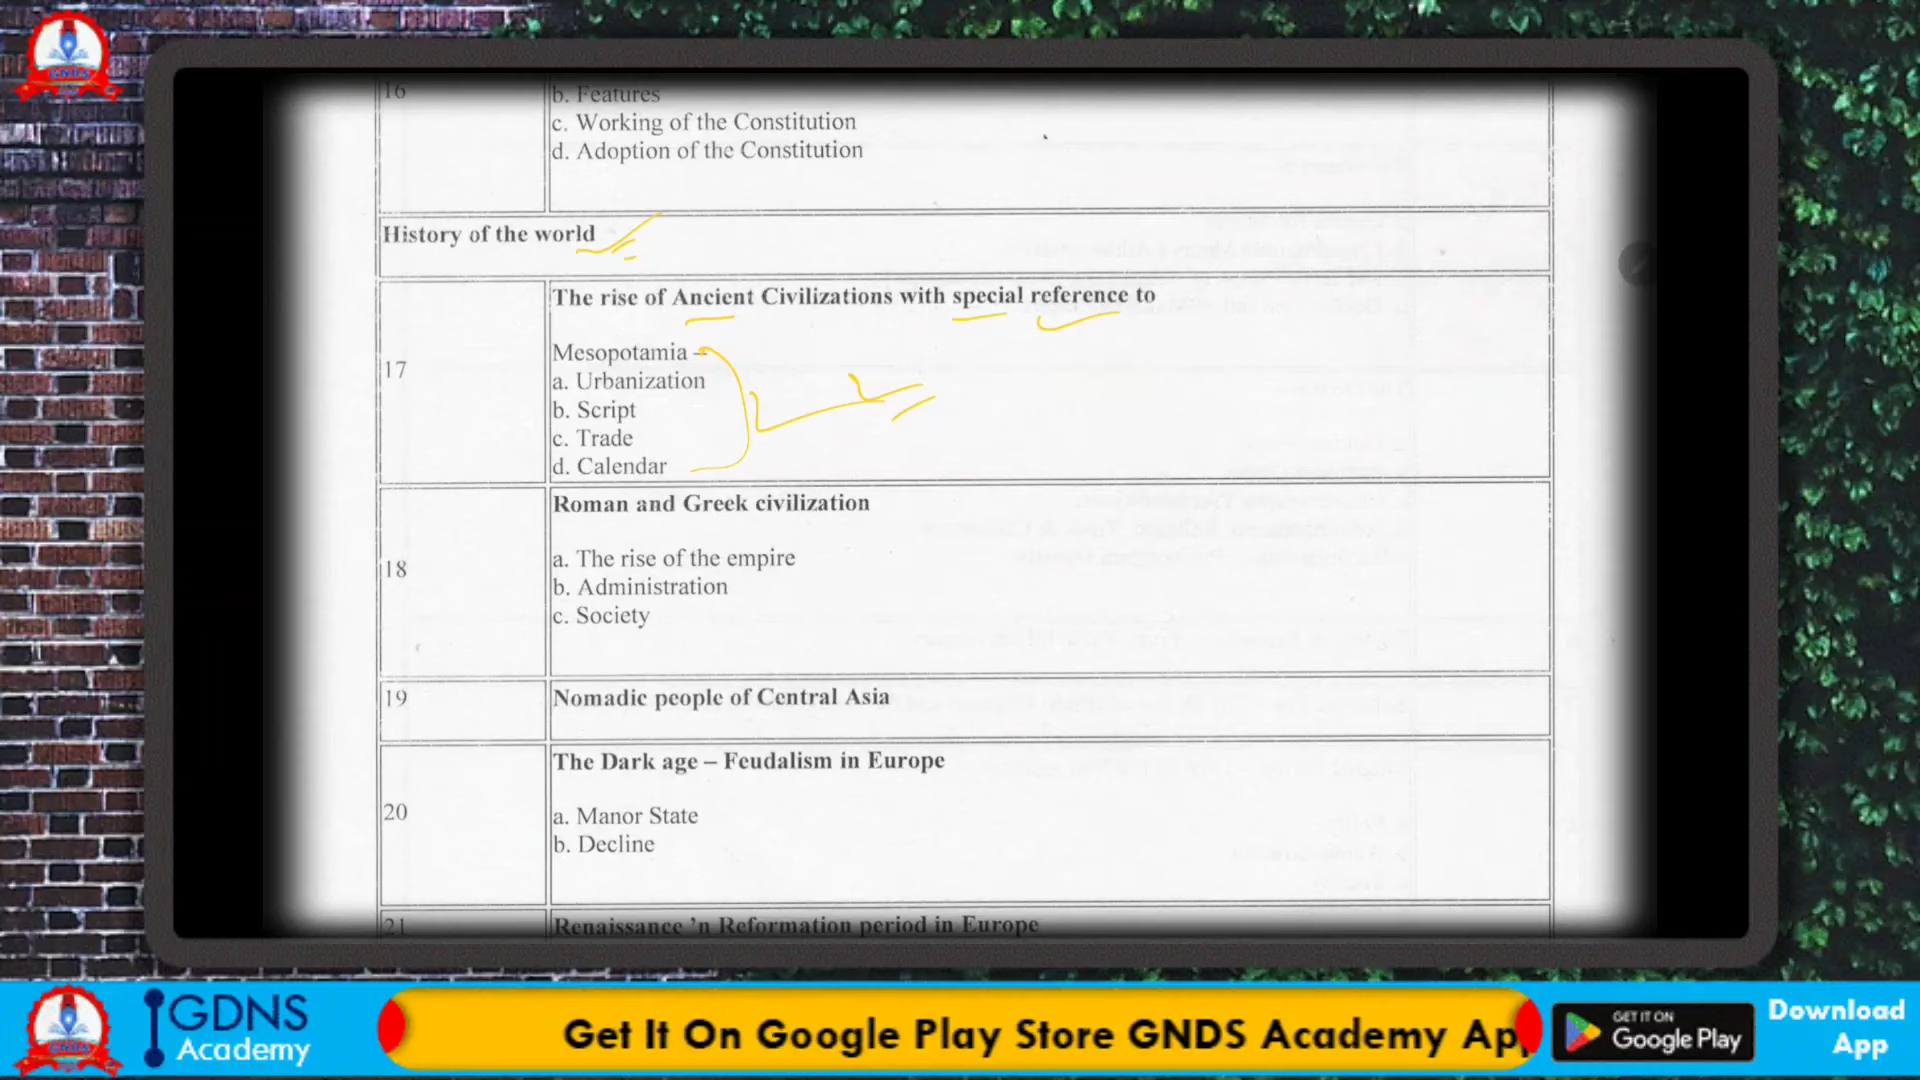 GNDS
16
b. Features
c. Working of the Constitution
d. Adoption of the Constitution
History of the world
17
The rise of Ancient Civilizations with special reference to
Mesopotamia –
a. Urbanization
b. Script
c. Trade
d. Calendar
18
Roman and Greek civilization
a. The rise of the empire
b. Administration
c. Society
19
Nomadic people of Central Asia
20
The Dark age – Feudalism in Europe
a. Manor State
b. Decline
21
Renaissance ’n Reformation period in Europe
GNDS
GDNS
Academy
Get It On Google Play Store GNDS Academy Ap
GET IT ON
Google Play
Download
App